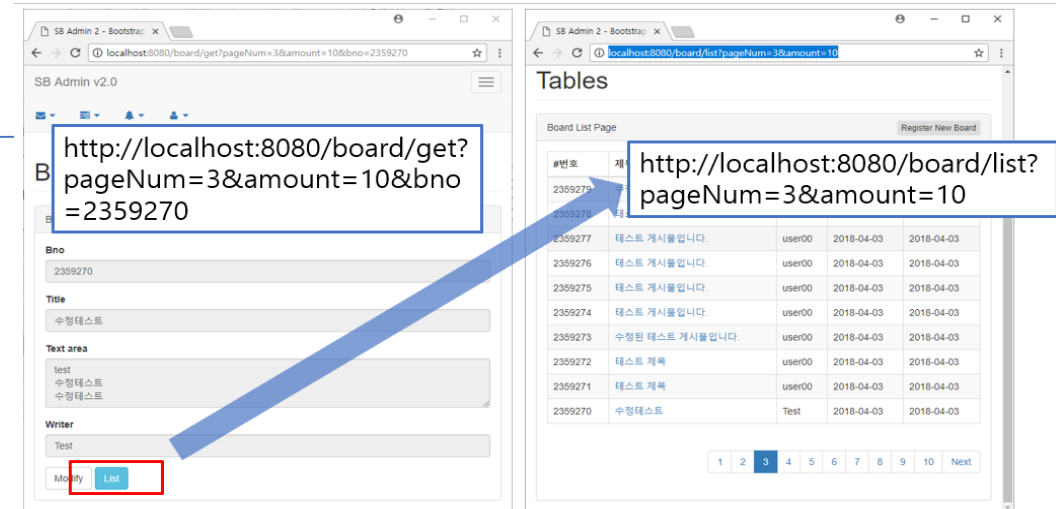 SB Admin 2 - Bootstrap
localhost:8080/board/get?pageNum=3&amount=10&bno=2359270
SB Admin v2.0
http://localhost:8080/board/get?
pageNum=3&amount=10&bno
=2359270
B
B
Bno
2359270
Title
수정테스트
Text area
test
수정테스트
수정테스트
Writer
Test
Modify List
SB Admin 2 - Bootstrap
localhost:8080/board/list?pageNum=3&amount=10
Tables
Board List Page Register New Board
#번호
http://localhost:8080/board/list?
pageNum=3&amount=10
2359279
2359278
2359277 테스트 게시물입니다. user00 2018-04-03 2018-04-03
2359276 테스트 게시물입니다. user00 2018-04-03 2018-04-03
2359275 테스트 게시물입니다. user00 2018-04-03 2018-04-03
2359274 테스트 게시물입니다. user00 2018-04-03 2018-04-03
2359273 수정된 테스트 게시물입니다. user00 2018-04-03 2018-04-03
2359272 테스트 제목 user00 2018-04-03 2018-04-03
2359271 테스트 제목 user00 2018-04-03 2018-04-03
2359270 수정테스트 Test 2018-04-03 2018-04-03
1 2 3 4 5 6 7 8 9 10 Next